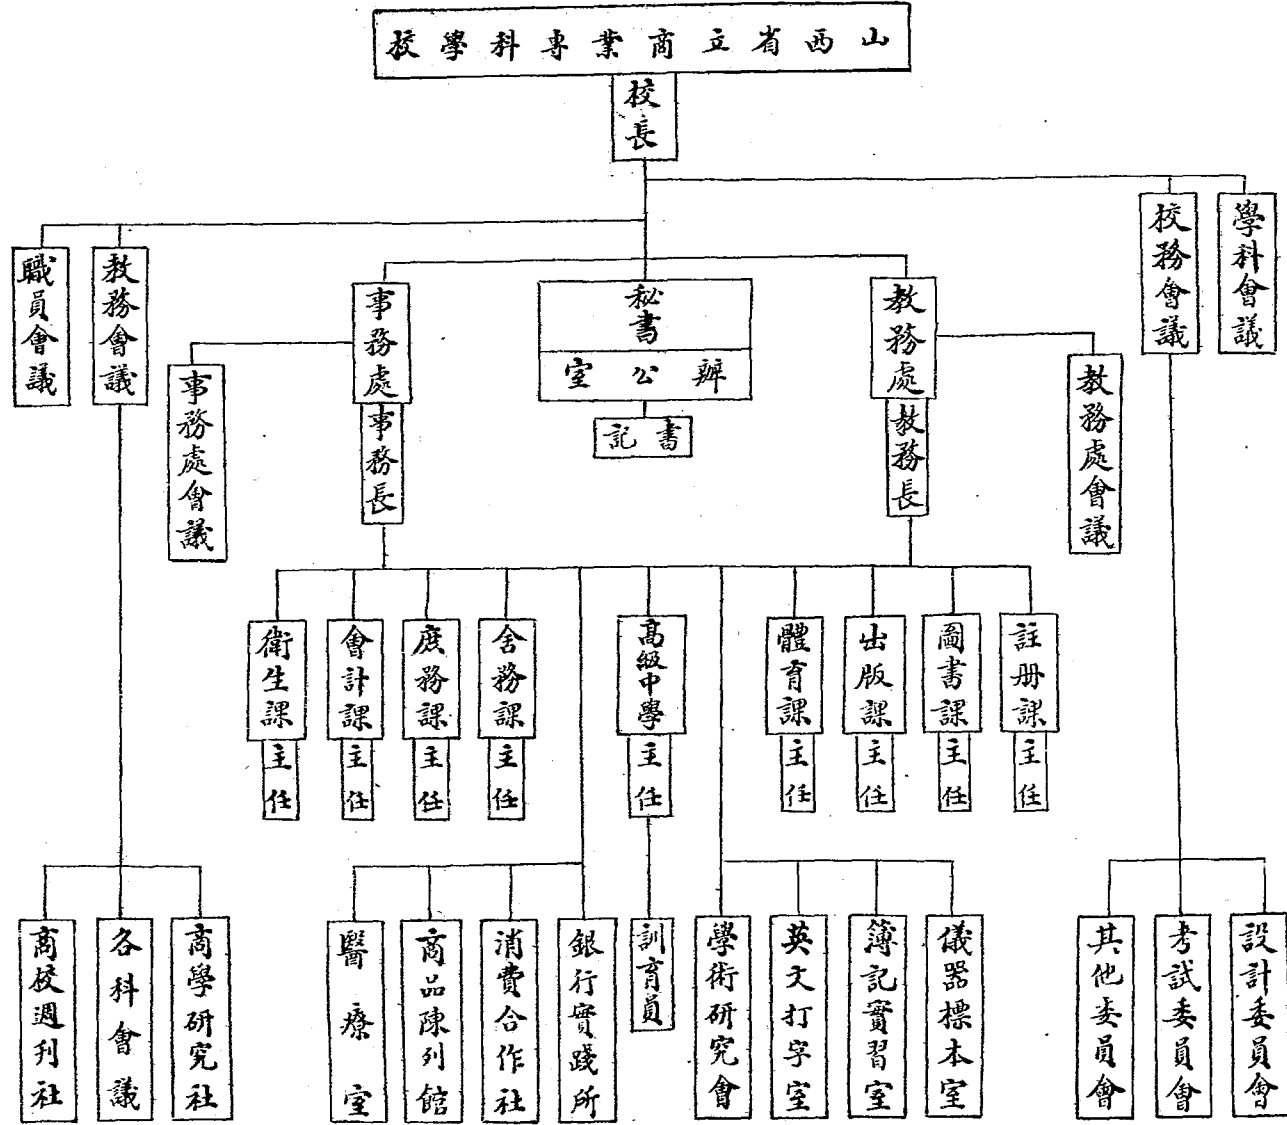 山西省立商業專科學校
校長
學科會議
校務會議
教務會議
職員會議
教務處
秘書
辦公室
事務處
教務處會議
事務處會議
教務長
書記
事務長
註册課
圖書課
出版課
體育課
高級中學
舍務課
庶務課
會計課
衛生課
主任
主任
主任
主任
主任
主任
主任
主任
主任
設計委員會
考試委員會
其他委員會
儀器標本室
簿記實習室
英文打字室
學術研究會
訓育員
銀行實踐所
消費合作社
商品陳列館
醫療室
商學研究社
各科會議
商校週刊社